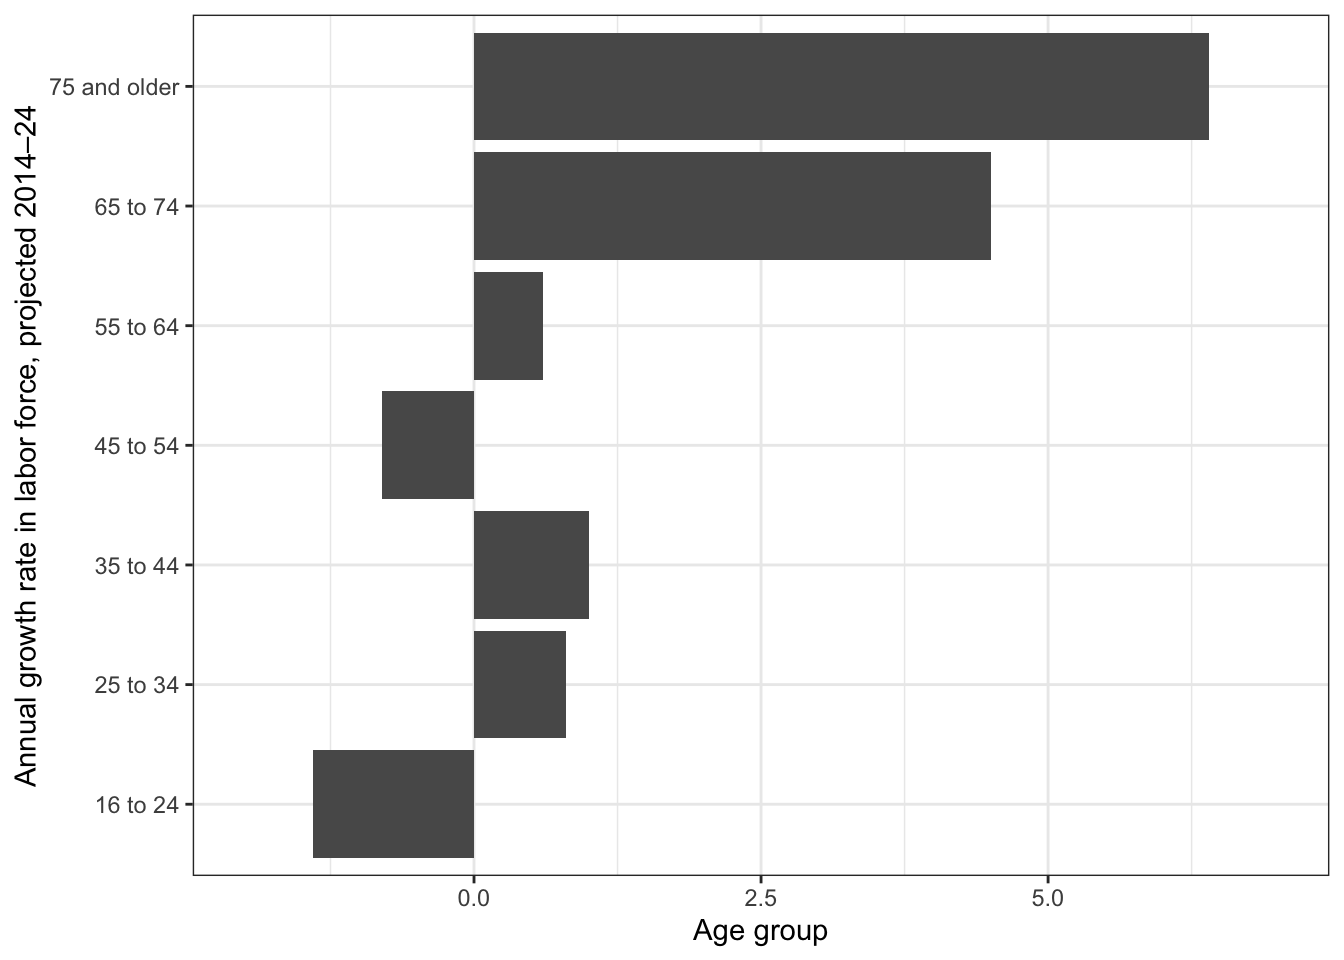 Annual growth rate in labor force, projected 2014–24
75 and older
65 to 74
55 to 64
45 to 54
35 to 44
25 to 34
16 to 24
0.0 2.5 5.0
Age group